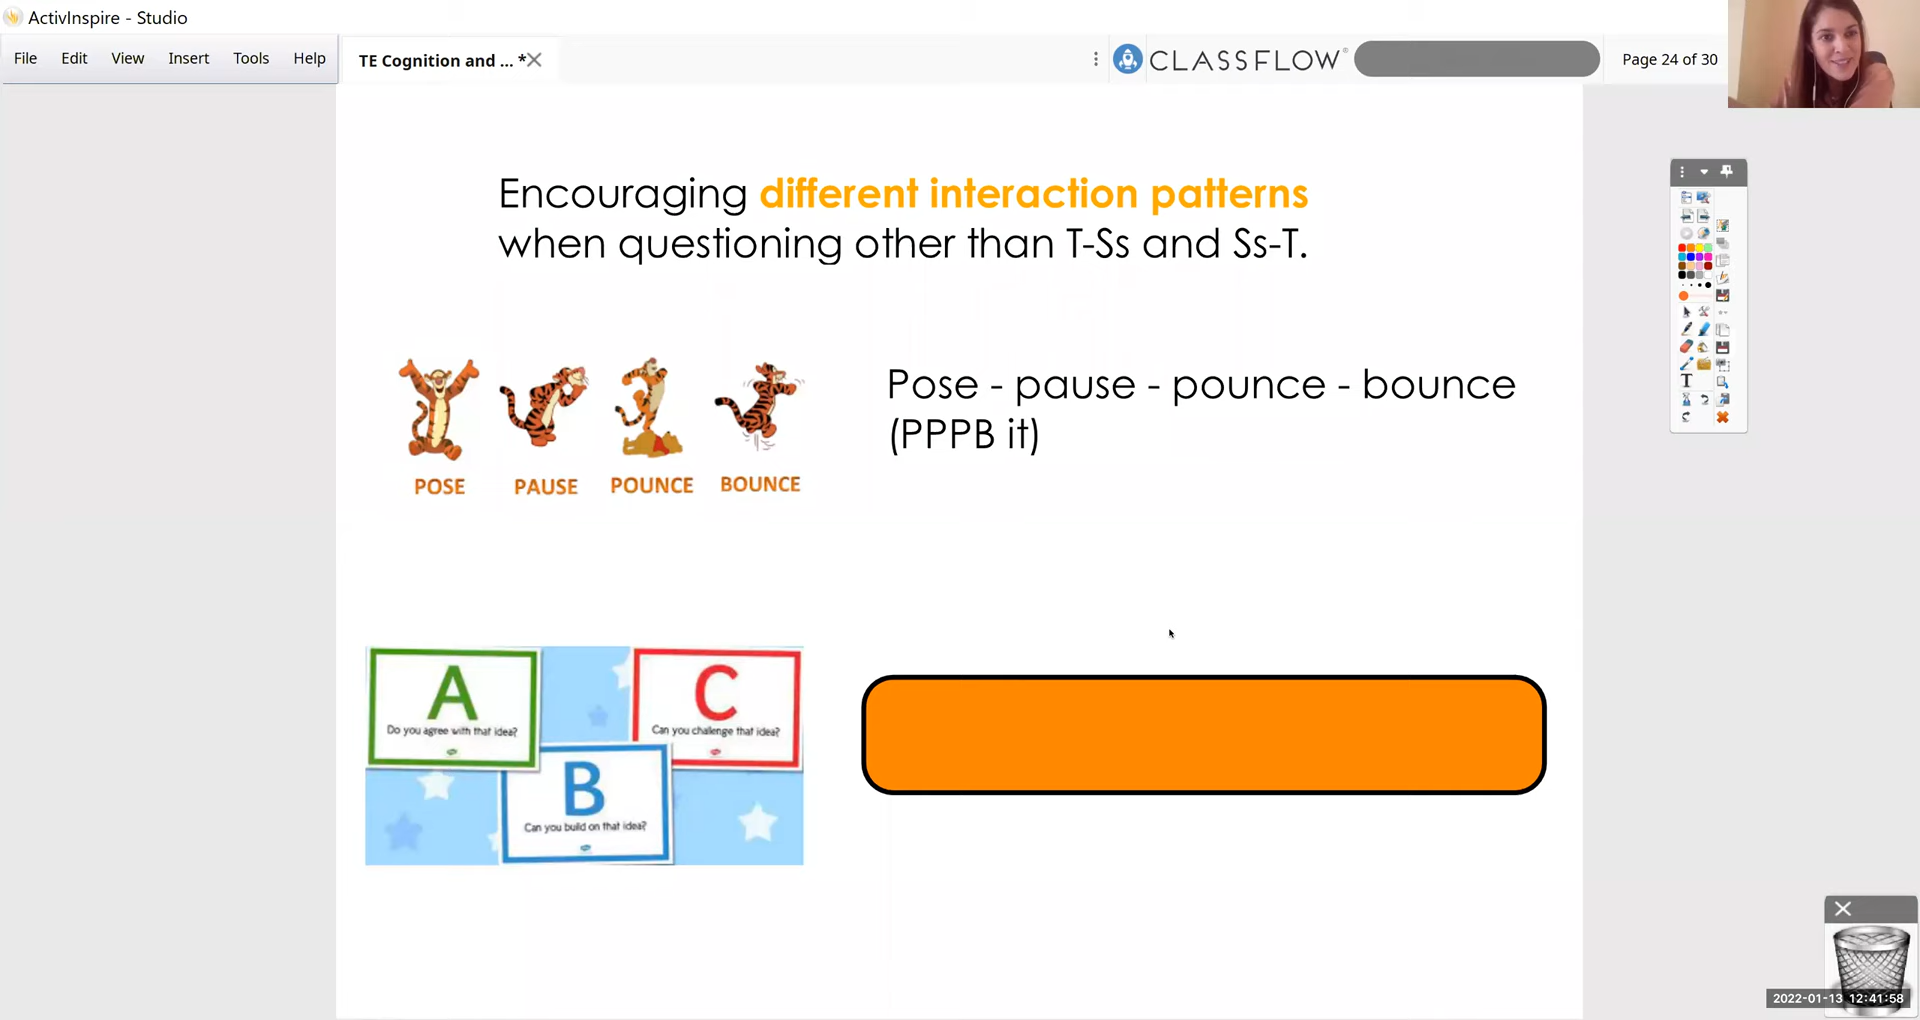 ActivInspire - Studio
File Edit View Insert Tools Help
TE Cognition and ... *
CLASSFLOW
Page 24 of 30
Encouraging different interaction patterns
when questioning other than T-Ss and Ss-T.
POSE PAUSE POUNCE BOUNCE
Pose - pause - pounce - bounce
(PPPB it)
A
Do you agree with that idea?
C
Can you challenge that idea?
B
Can you build on that idea?
T
2022-01-13 12:41:58